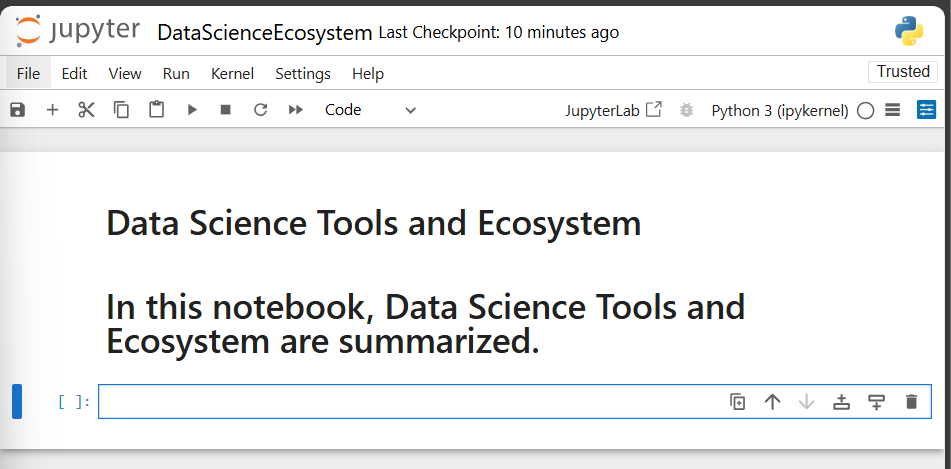 jupyter DataScienceEcosystem Last Checkpoint: 10 minutes ago
File Edit View Run Kernel Settings Help Trusted
Code JupyterLab Python 3 (ipykernel)
Data Science Tools and Ecosystem
In this notebook, Data Science Tools and
Ecosystem are summarized.
[ ]: